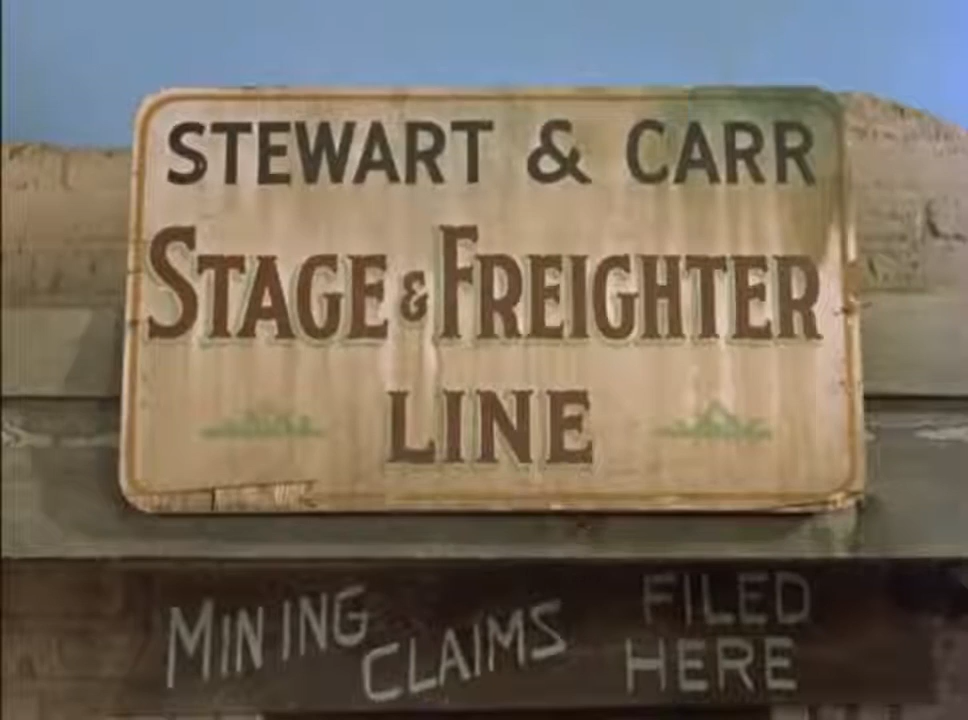 STEWART & CARR
STAGE & FREIGHTER
LINE
MINING CLAIMS FILED HERE